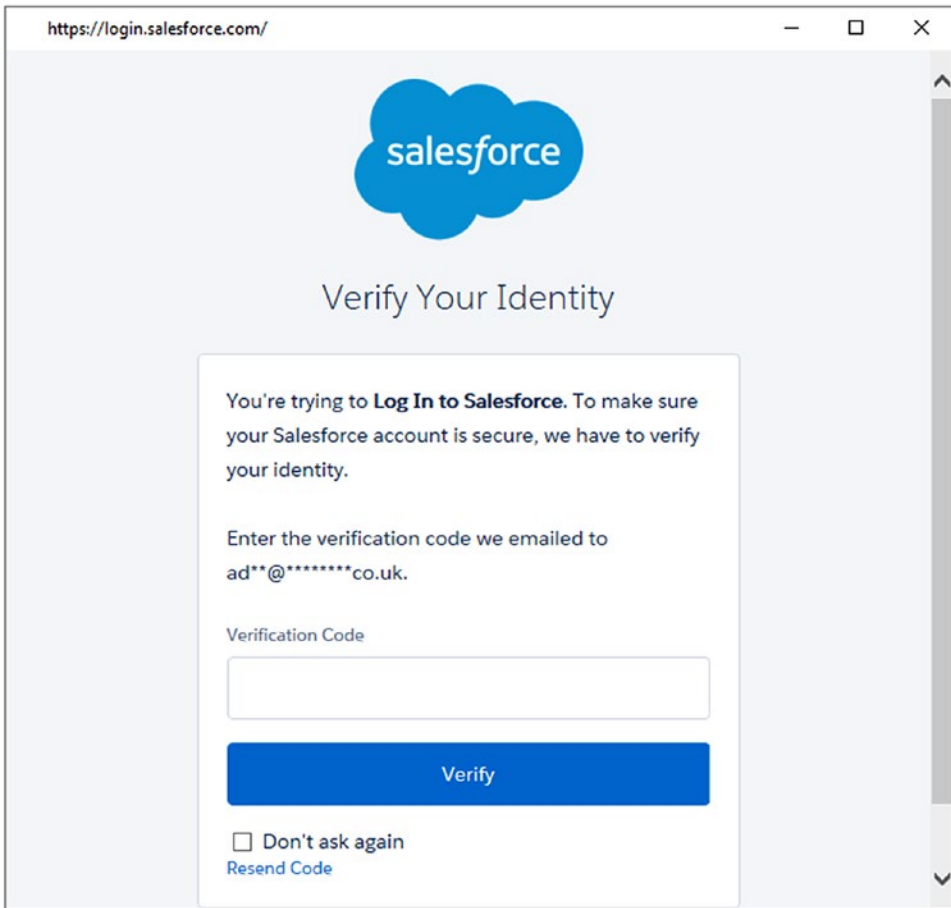 https://login.salesforce.com/
salesforce
Verify Your Identity
You're trying to Log In to Salesforce. To make sure
your Salesforce account is secure, we have to verify
your identity.
Enter the verification code we emailed to
ad**@********co.uk.
Verification Code
Verify
Don't ask again
Resend Code